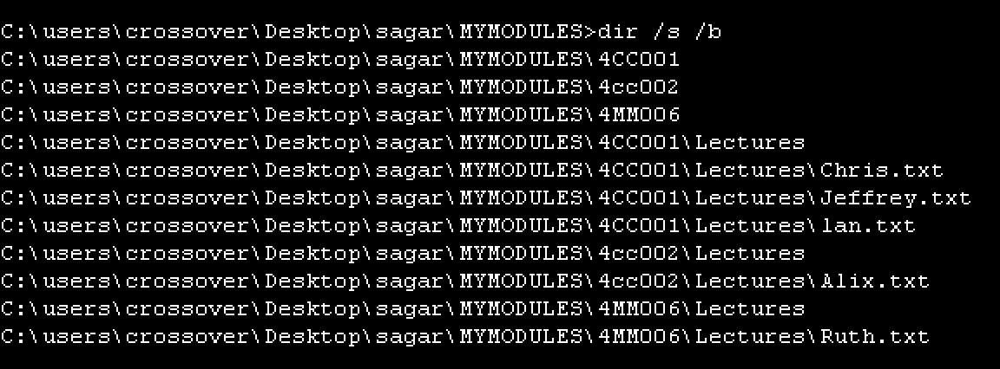 C:\users\crossover\Desktop\sagar\MYMODULES>dir /s /b
C:\users\crossover\Desktop\sagar\MYMODULES\4CC001
C:\users\crossover\Desktop\sagar\MYMODULES\4cc002
C:\users\crossover\Desktop\sagar\MYMODULES\4MM006
C:\users\crossover\Desktop\sagar\MYMODULES\4CC001\Lectures
C:\users\crossover\Desktop\sagar\MYMODULES\4CC001\Lectures\Chris.txt
C:\users\crossover\Desktop\sagar\MYMODULES\4CC001\Lectures\Jeffrey.txt
C:\users\crossover\Desktop\sagar\MYMODULES\4CC001\Lectures\lan.txt
C:\users\crossover\Desktop\sagar\MYMODULES\4cc002\Lectures
C:\users\crossover\Desktop\sagar\MYMODULES\4cc002\Lectures\Alix.txt
C:\users\crossover\Desktop\sagar\MYMODULES\4MM006\Lectures
C:\users\crossover\Desktop\sagar\MYMODULES\4MM006\Lectures\Ruth.txt